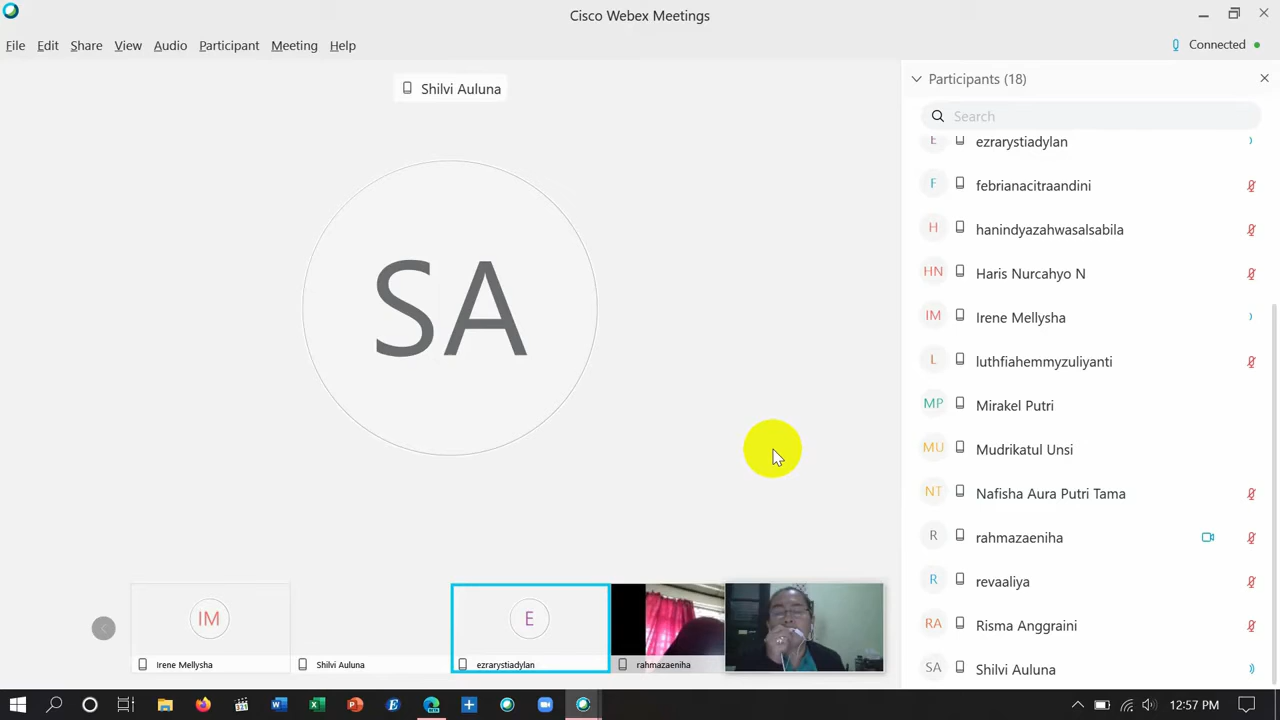 Cisco Webex Meetings
File Edit Share View Audio Participant Meeting Help
Connected
Shilvi Auluna
SA
IM
Irene Mellysha
Shilvi Auluna
E
ezrarystiadylan
rahmazaeniha
Participants (18)
Search
E ezrarystiadylan
F febrianacitraandini
H hanindyazahwasalsabila
HN Haris Nurcahyo N
IM Irene Mellysha
L luthfiahemmyzuliyanti
MP Mirakel Putri
MU Mudrikatul Unsi
NT Nafisha Aura Putri Tama
R rahmazaeniha
R revaaliya
RA Risma Anggraini
SA Shilvi Auluna
12:57 PM